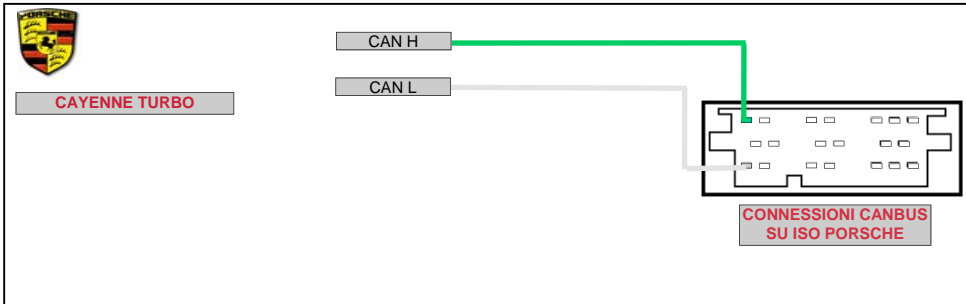 PORSCHE
CAYENNE TURBO
CAN H
CAN L
CONNESSIONI CANBUS
SU ISO PORSCHE